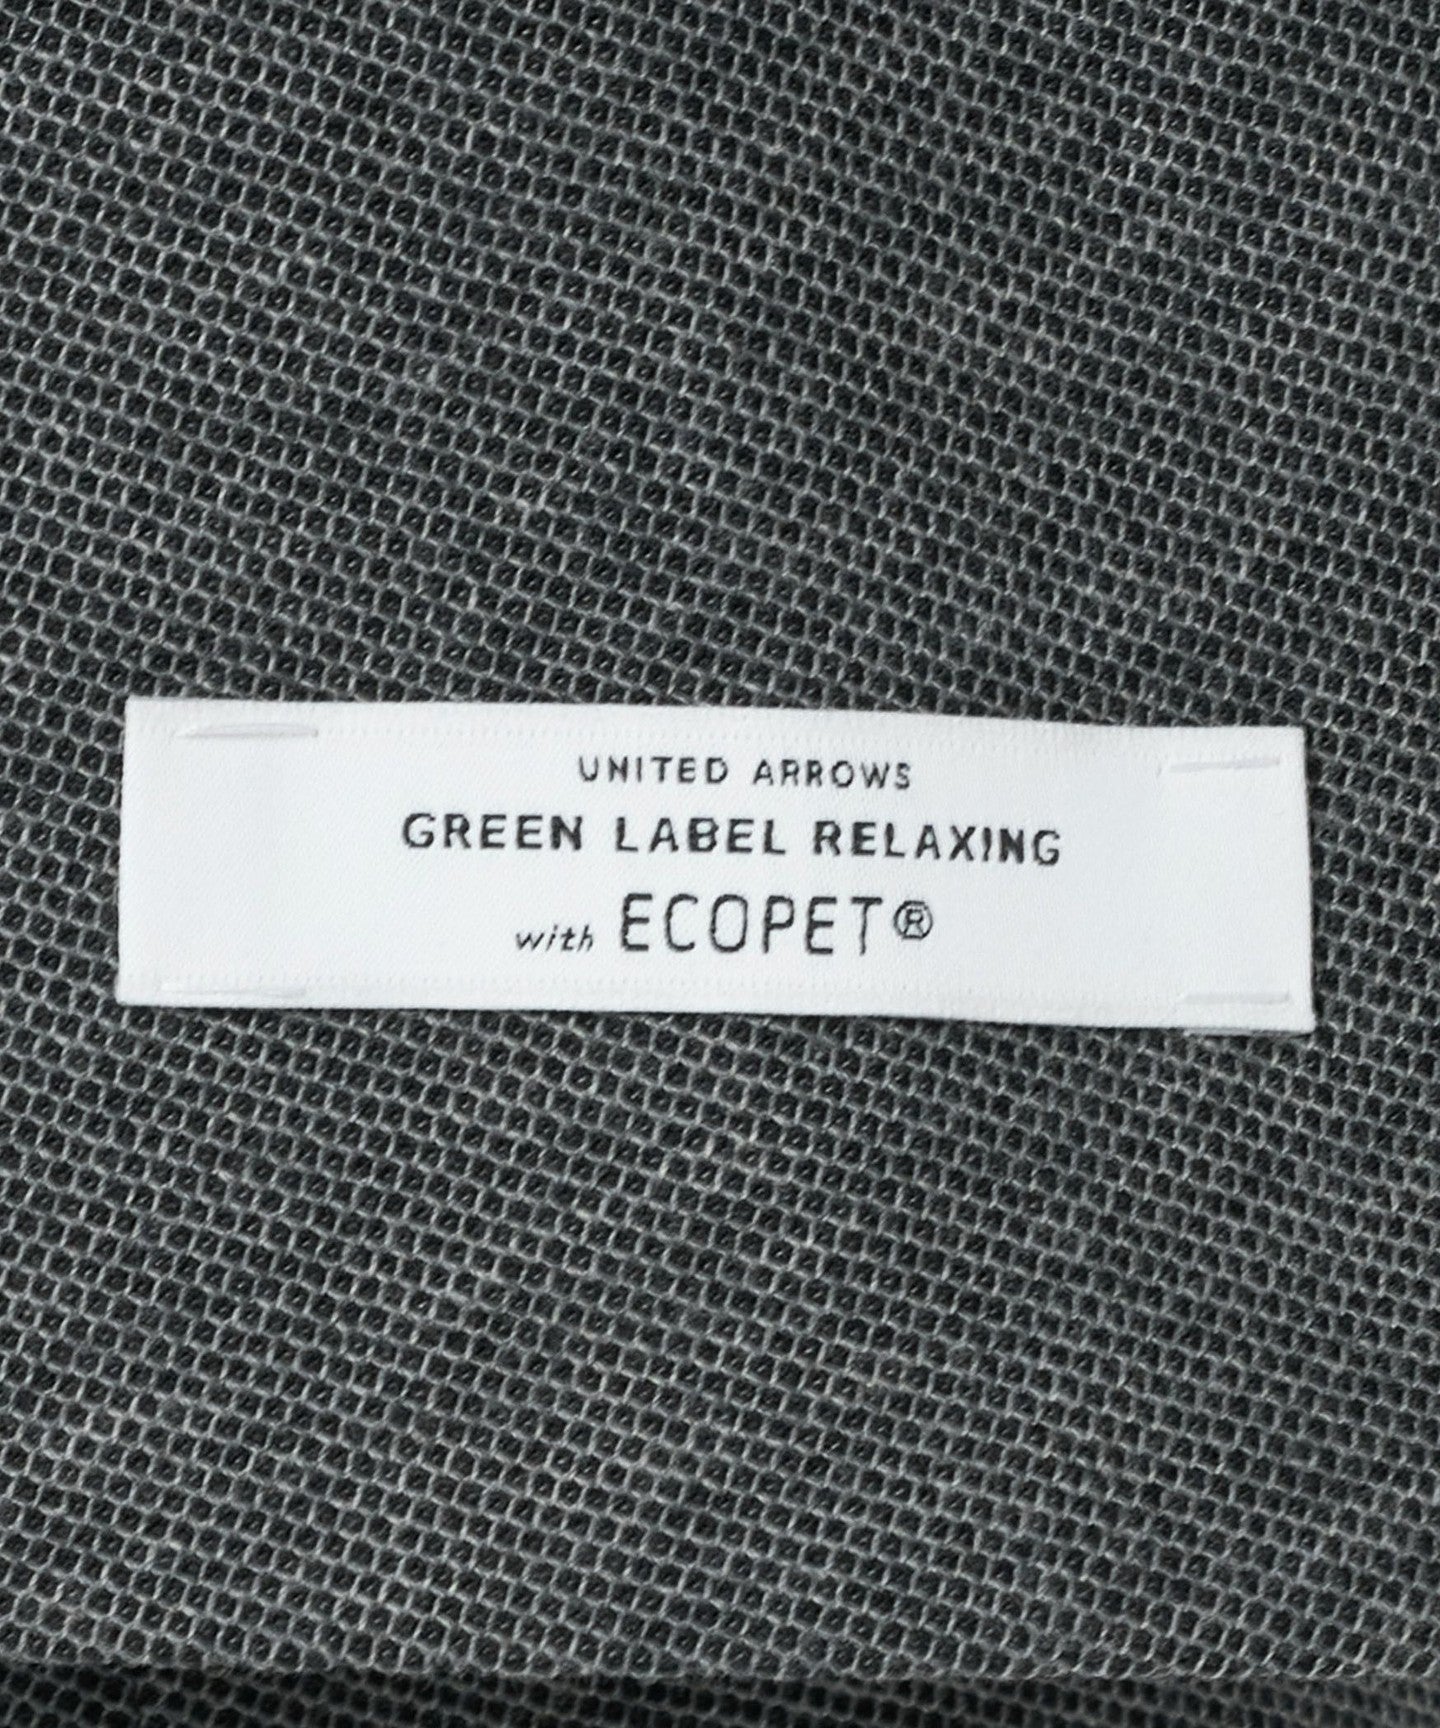 UNITED ARROWS
GREEN LABEL RELAXING
with ECOPET®